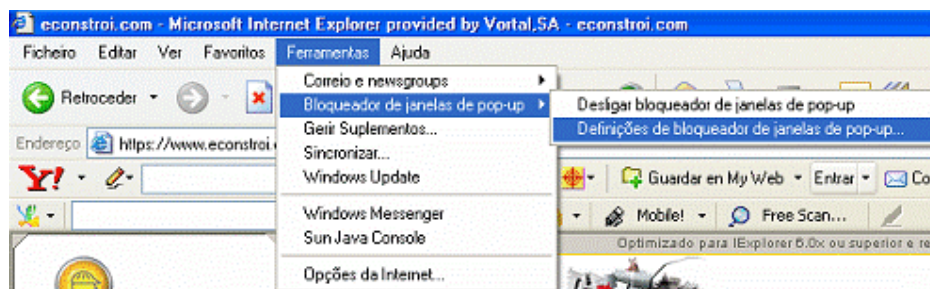 econstroi.com - Microsoft Internet Explorer provided by Vortal,SA - econstroi.com
Ficheiro Editar Ver Favoritos Ferramentas Ajuda
Retroceder
Correio e newsgroups
Bloqueador de janelas de pop-up
Desligar bloqueador de janelas de pop-up
Definições de bloqueador de janelas de pop-up...
Gerir Suplementos...
Endereço https://www.econstroi.
Sincronizar...
Windows Update
Y! Guardar en My Web Entrar Co
Windows Messenger
Mobile! Free Scan...
Sun Java Console
Optimizado para IExplorer 6.0x ou superior e re
Opções da Internet...